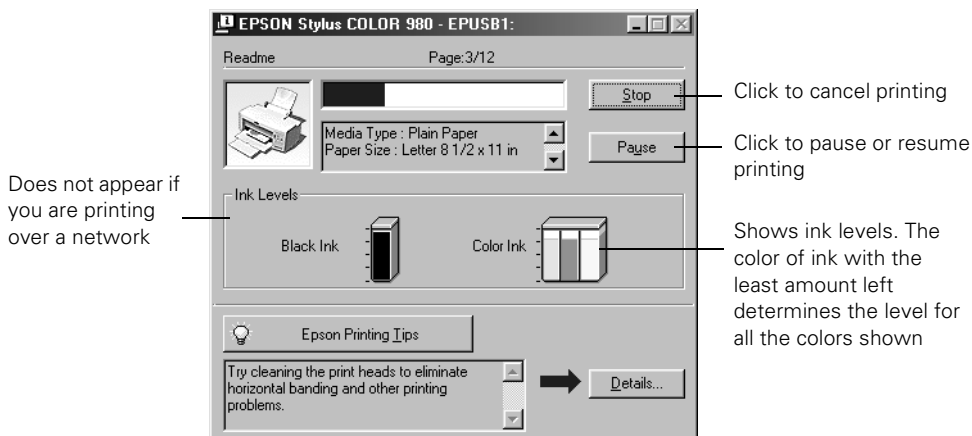 EPSON Stylus COLOR 980 - EPUSB1:
Readme Page:3/12
Stop
Click to cancel printing
Media Type : Plain Paper
Paper Size : Letter 8 1/2 x 11 in
Pause
Click to pause or resume
printing
Does not appear if
you are printing
over a network
Ink Levels
Black Ink
Color Ink
Shows ink levels. The
color of ink with the
least amount left
determines the level for
all the colors shown
Epson Printing Tips
Try cleaning the print heads to eliminate
horizontal banding and other printing
problems.
Details...